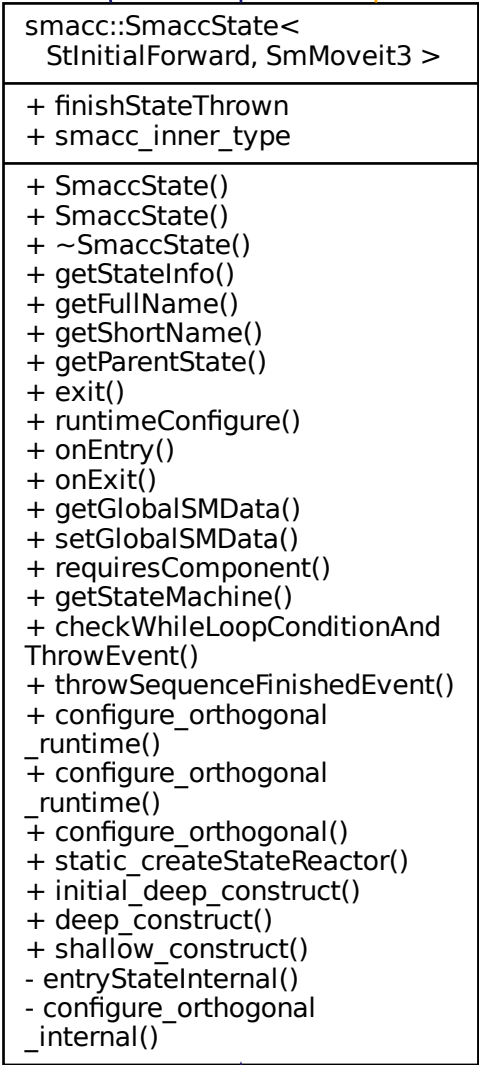 smacc::SmaccState<
StInitialForward, SmMoveit3 >
+ finishStateThrown
+ smacc_inner_type
+ SmaccState()
+ SmaccState()
+ ~SmaccState()
+ getStateInfo()
+ getFullName()
+ getShortName()
+ getParentState()
+ exit()
+ runtimeConfigure()
+ onEntry()
+ onExit()
+ getGlobalSMData()
+ setGlobalSMData()
+ requiresComponent()
+ getStateMachine()
+ checkWhileLoopConditionAnd
ThrowEvent()
+ throwSequenceFinishedEvent()
+ configure_orthogonal
_runtime()
+ configure_orthogonal
_runtime()
+ configure_orthogonal()
+ static_createStateReactor()
+ initial_deep_construct()
+ deep_construct()
+ shallow_construct()
- entryStateInternal()
- configure_orthogonal
_internal()